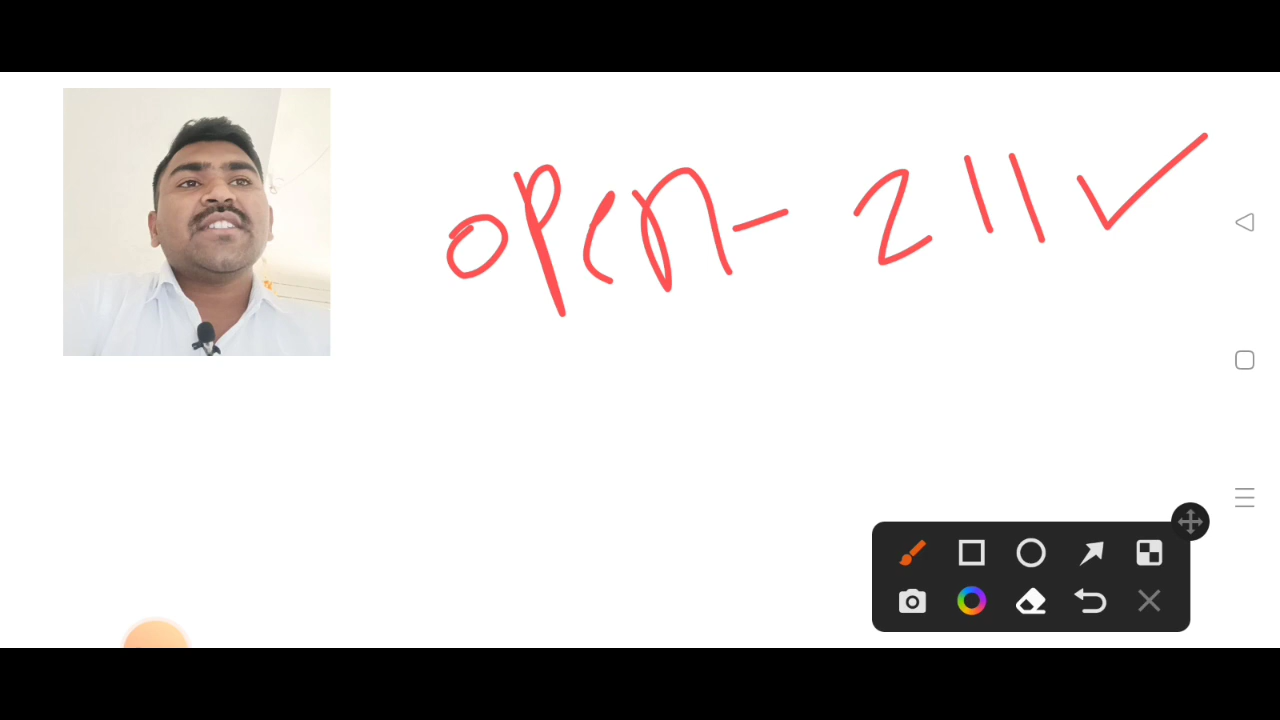 open - 211 ✓